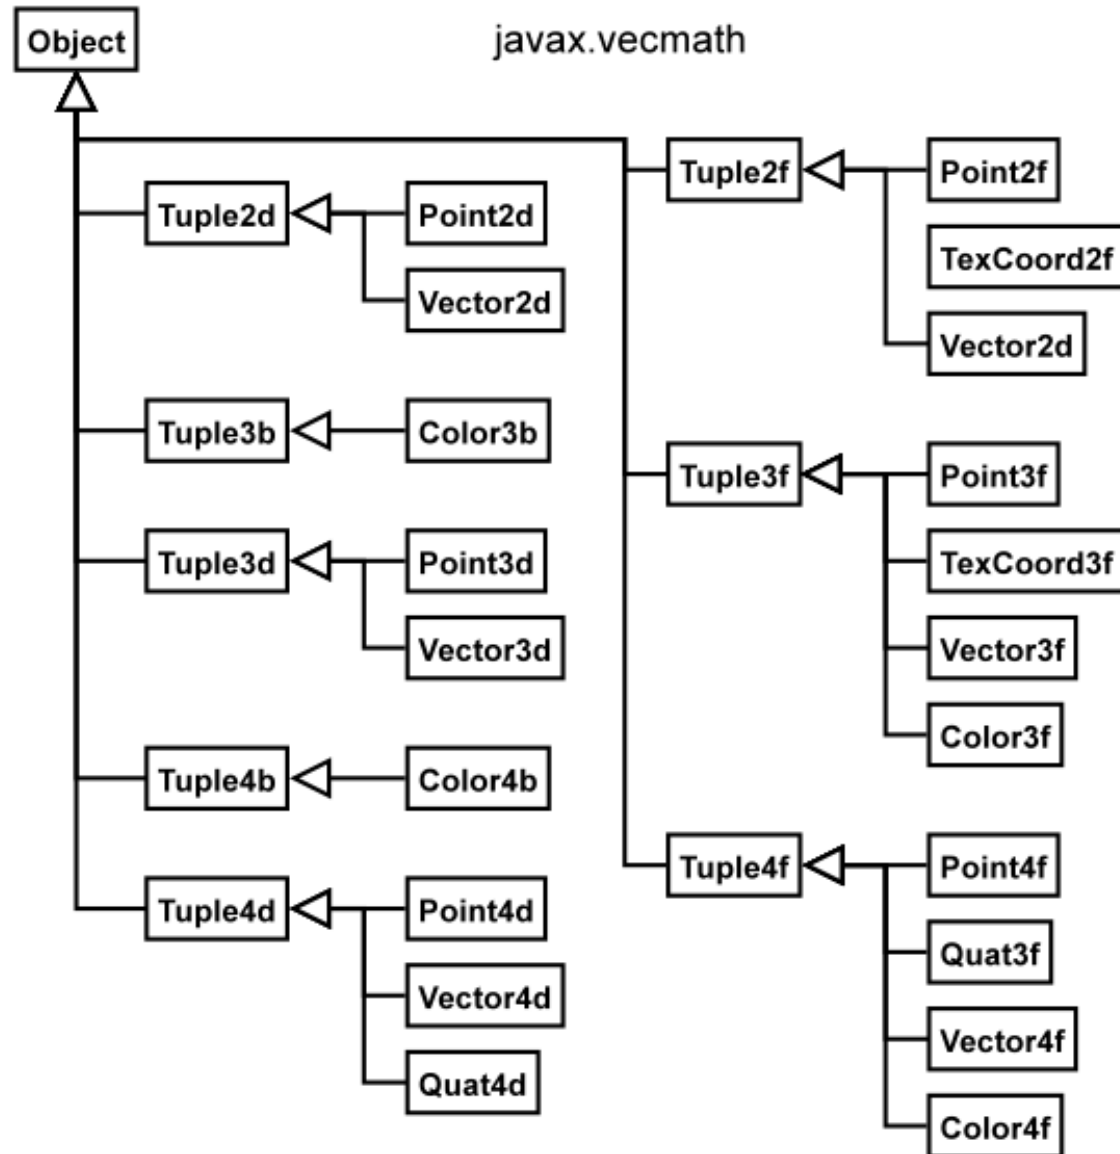 Object
javax.vecmath
Tuple2d
Point2d
Vector2d
Tuple3b
Color3b
Tuple3d
Point3d
Vector3d
Tuple4b
Color4b
Tuple4d
Point4d
Vector4d
Quat4d
Tuple2f
Point2f
TexCoord2f
Vector2d
Tuple3f
Point3f
TexCoord3f
Vector3f
Color3f
Tuple4f
Point4f
Quat3f
Vector4f
Color4f